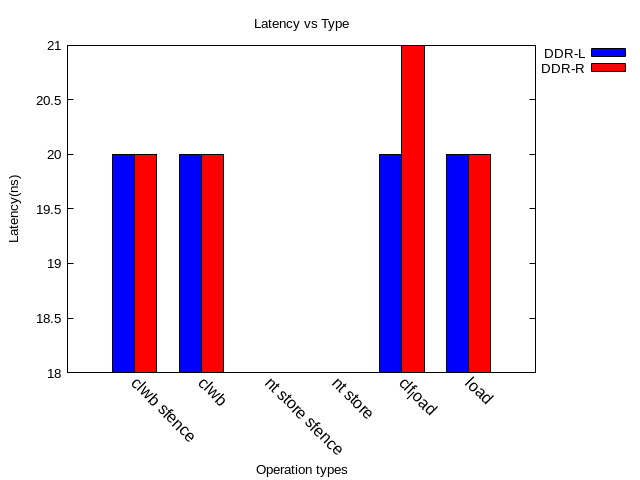 Latency vs Type
DDR-L
DDR-R
Latency(ns)
21
20.5
20
19.5
19
18.5
18
clwb sfence
clwb
nt store sfence
nt store
clfload
load
Operation types